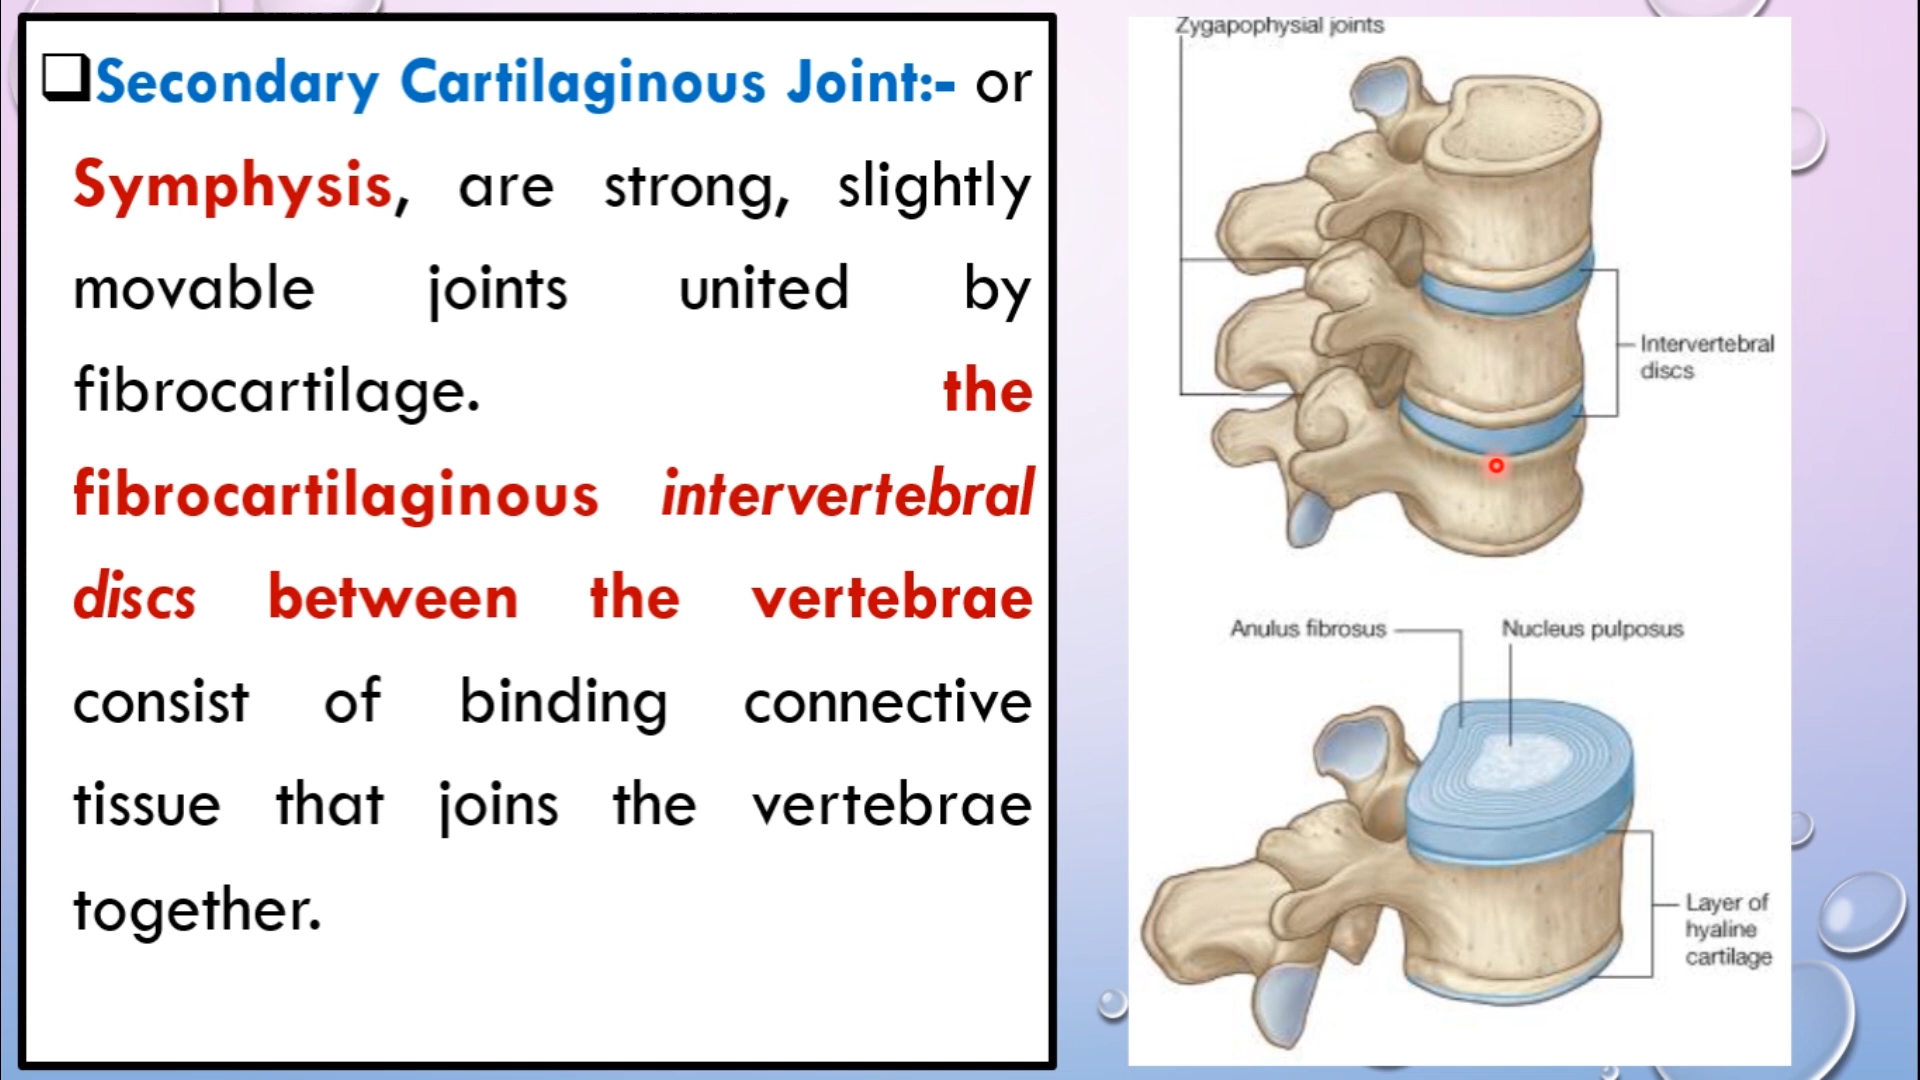 Secondary Cartilaginous Joint:- or
Symphysis, are strong, slightly
movable joints united by
fibrocartilage. the
fibrocartilaginous intervertebral
discs between the vertebrae
consist of binding connective
tissue that joins the vertebrae
together.
Zygapophysial joints
Intervertebral
discs
Anulus fibrosus
Nucleus pulposus
Layer of
hyaline
cartilage